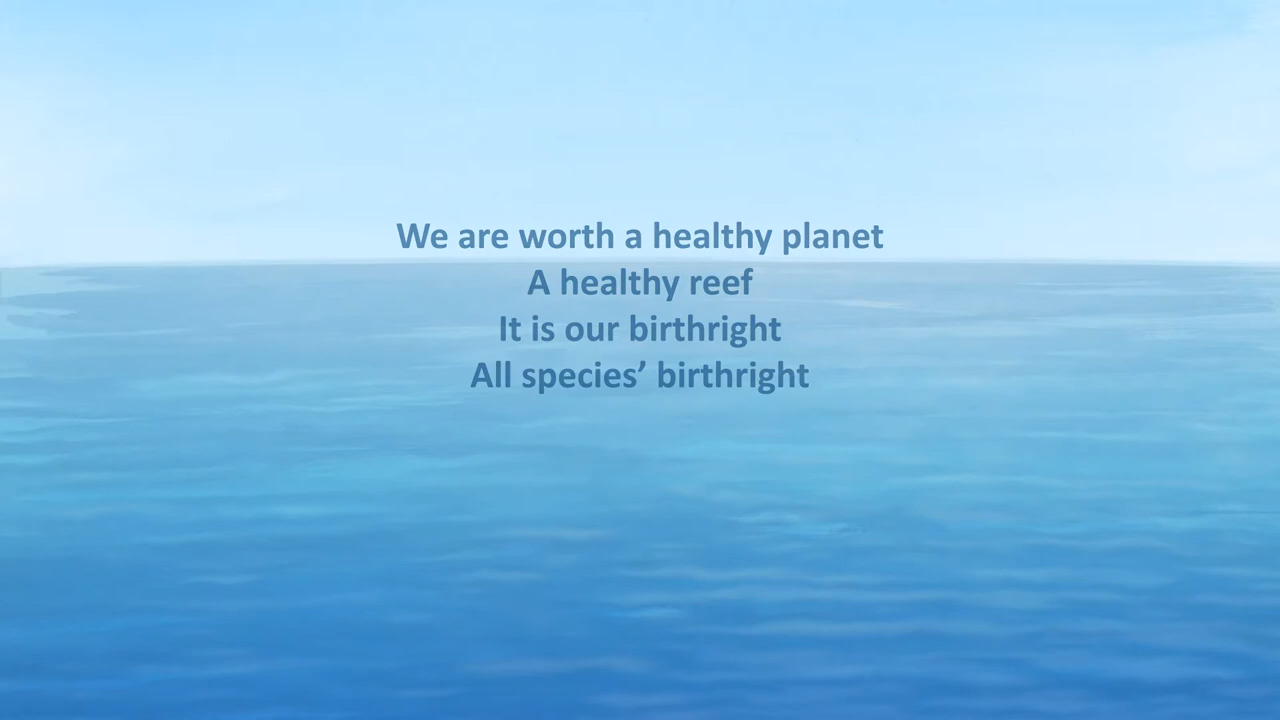 We are worth a healthy planet
A healthy reef
It is our birthright
All species’ birthright